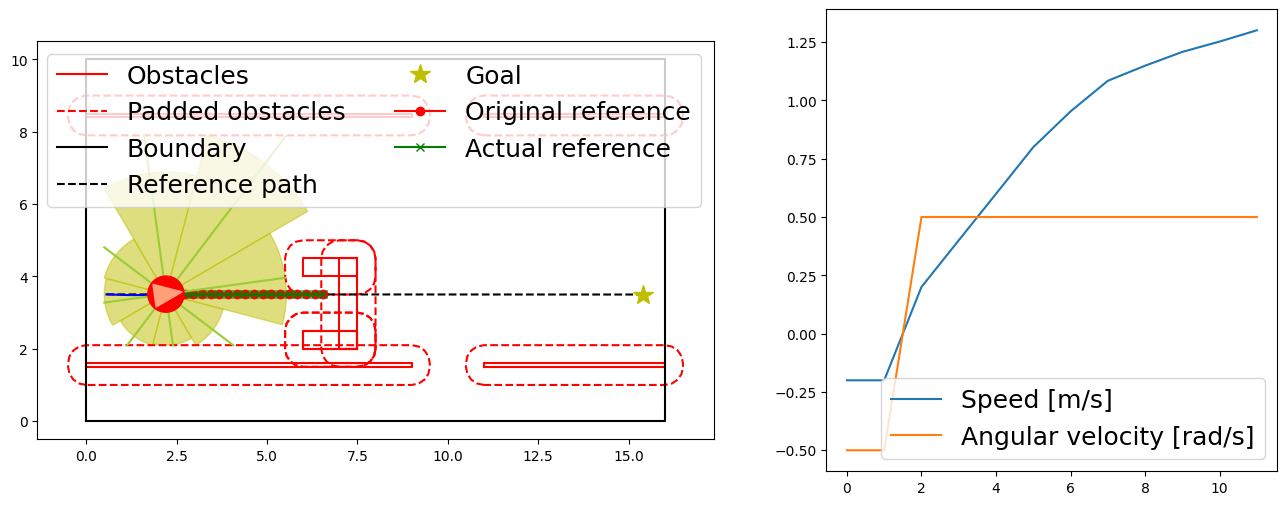 10
8
6
4
2
0
0.0 2.5 5.0 7.5 10.0 12.5 15.0
Obstacles
Padded obstacles
Boundary
Reference path
Goal
Original reference
Actual reference
1.25
1.00
0.75
0.50
0.25
0.00
−0.25
−0.50
0 2 4 6 8 10
Speed [m/s]
Angular velocity [rad/s]